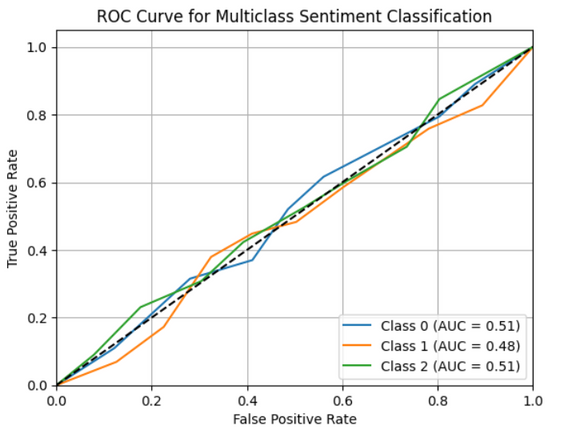 ROC Curve for Multiclass Sentiment Classification
1.0
0.8
0.6
0.4
0.2
0.0
True Positive Rate
Class 0 (AUC = 0.51)
Class 1 (AUC = 0.48)
Class 2 (AUC = 0.51)
0.0 0.2 0.4 0.6 0.8 1.0
False Positive Rate